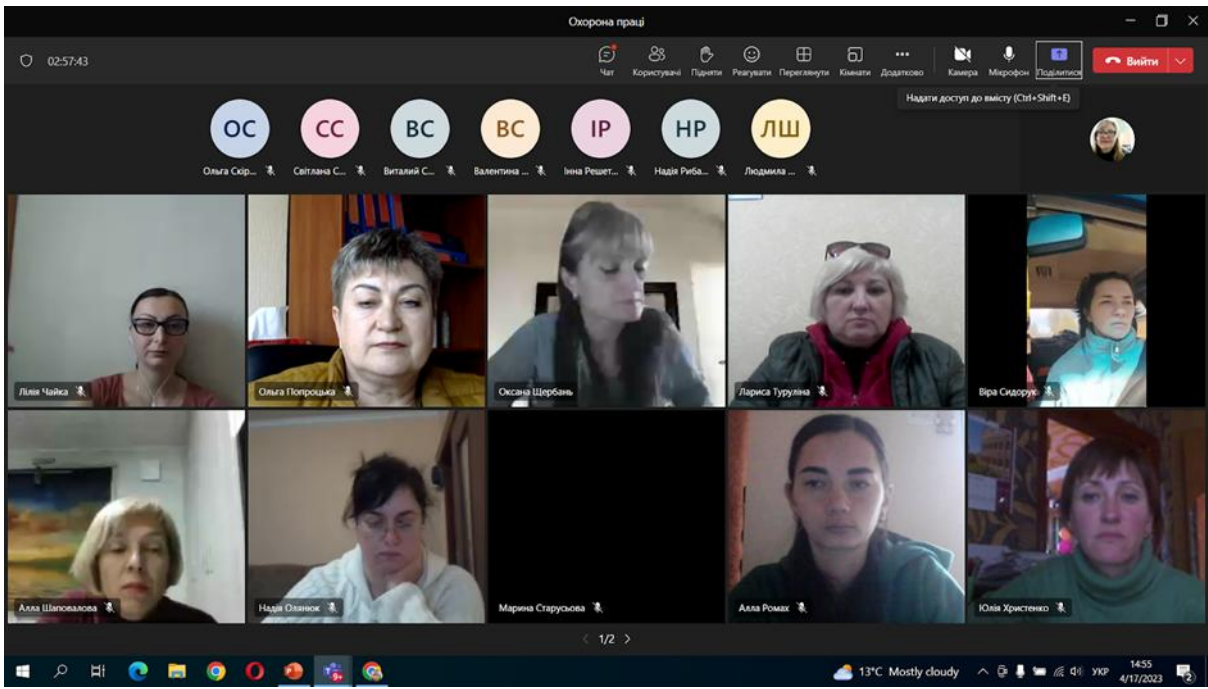 Охорона праці
02:57:43
Чат Користувачі Підняти Реагувати Переглянути Кімнати Додатково Камера Мікрофон Поділитися Вийти
Надати доступ до вмісту (Ctrl+Shift+E)
ОС СС ВС ВС ІР НР ЛШ
Ольга Скір... Світлана С... Виталий С... Валентина ... Інна Решет... Надія Риба... Людмила ...
Лілія Чайка Ольга Попроцька Оксана Щербань Лариса Туруліна Віра Сидорук
Алла Шаповалова Надія Олянюк Марина Старусьова Алла Ромах Юлія Христенко
1/2
13°C Mostly cloudy УКР 14:55
4/17/2023